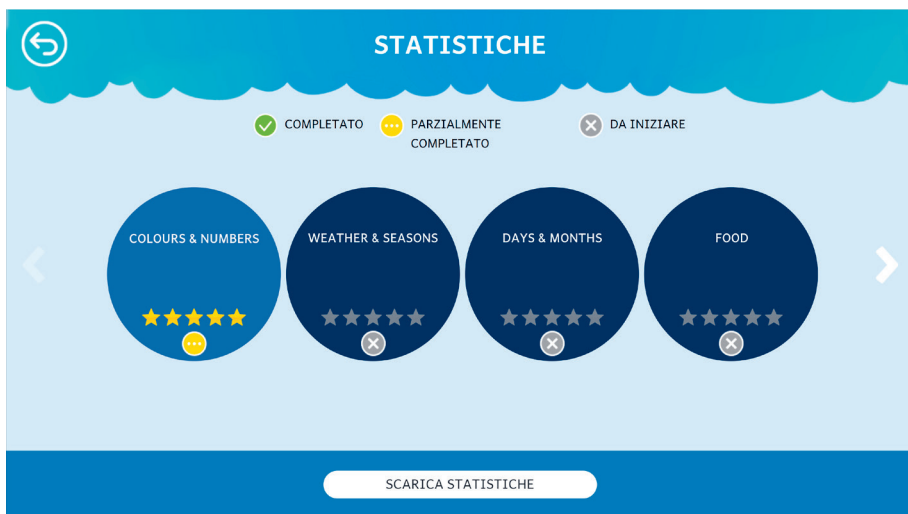 STATISTICHE
COMPLETATO
PARZIALMENTE
COMPLETATO
DA INIZIARE
COLOURS & NUMBERS
WEATHER & SEASONS
DAYS & MONTHS
FOOD
SCARICA STATISTICHE